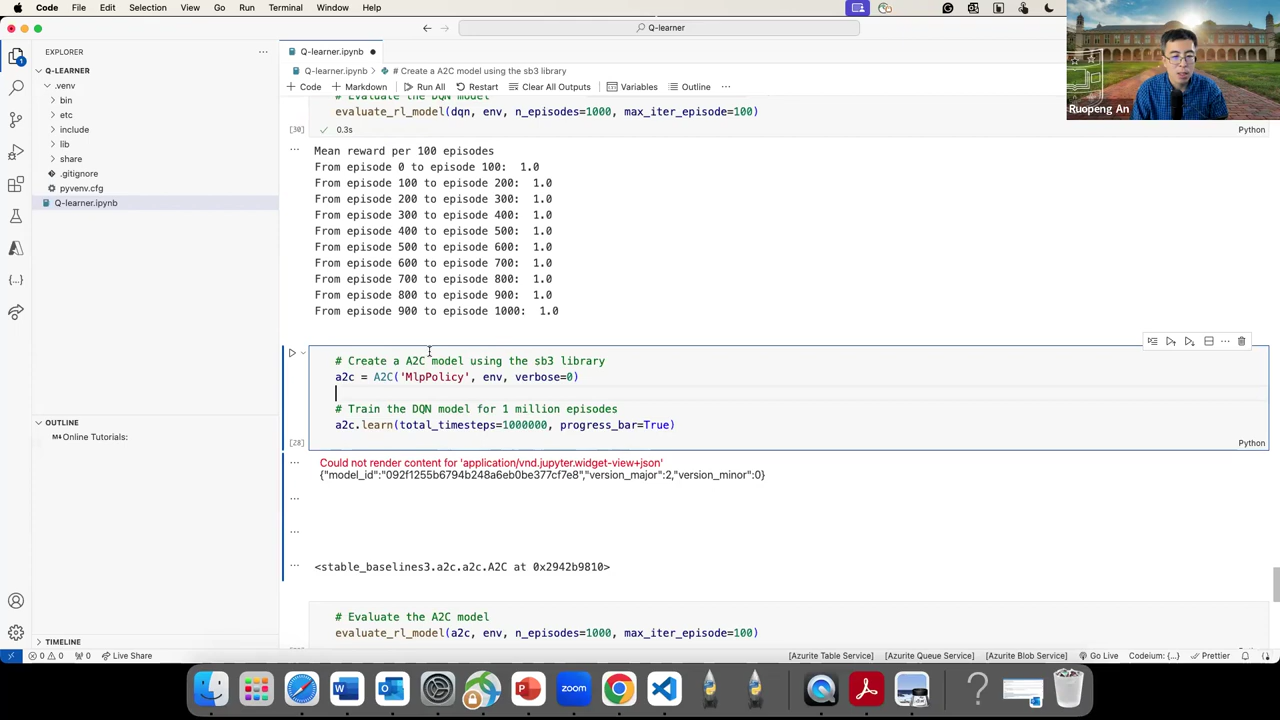 Code File Edit Selection View Go Run Terminal Window Help
Q-learner
EXPLORER
Q-LEARNER
.venv
bin
etc
include
lib
share
.gitignore
pyvenv.cfg
Q-learner.ipynb
OUTLINE
Online Tutorials:
TIMELINE
Q-learner.ipynb
Q-learner.ipynb # Create a A2C model using the sb3 library
+ Code + Markdown Run All Restart Clear All Outputs Variables Outline
# Evaluate the DQN model
evaluate_rl_model(dqn, env, n_episodes=1000, max_iter_episode=100)
[30] 0.3s Python
Mean reward per 100 episodes
From episode 0 to episode 100: 1.0
From episode 100 to episode 200: 1.0
From episode 200 to episode 300: 1.0
From episode 300 to episode 400: 1.0
From episode 400 to episode 500: 1.0
From episode 500 to episode 600: 1.0
From episode 600 to episode 700: 1.0
From episode 700 to episode 800: 1.0
From episode 800 to episode 900: 1.0
From episode 900 to episode 1000: 1.0
# Create a A2C model using the sb3 library
a2c = A2C('MlpPolicy', env, verbose=0)
# Train the DQN model for 1 million episodes
a2c.learn(total_timesteps=1000000, progress_bar=True)
[28] Python
Could not render content for 'application/vnd.jupyter.widget-view+json'
{"model_id":"092f1255b6794b248a6eb0be377cf7e8","version_major":2,"version_minor":0}
<stable_baselines3.a2c.a2c.A2C at 0x2942b9810>
# Evaluate the A2C model
evaluate_rl_model(a2c, env, n_episodes=1000, max_iter_episode=100)
Ruopeng An
0 0 0 Live Share [Azurite Table Service] [Azurite Queue Service] [Azurite Blob Service] Go Live Codeium: {...} Prettier
zoom